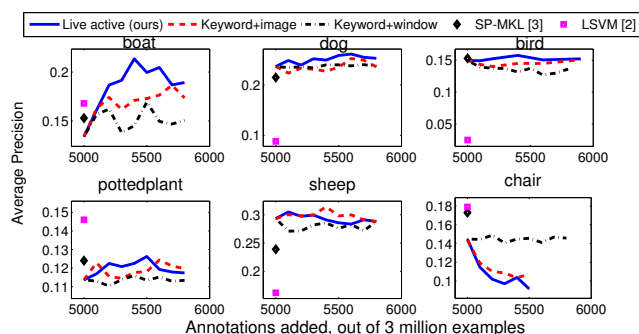 Live active (ours) Keyword+image Keyword+window SP-MKL [3] LSVM [2]
boat dog bird
0.2
0.15
5000 5500 6000
0.2
0.1
5000 5500 6000
0.15
0.1
0.05
5000 5500 6000
Average Precision
pottedplant sheep chair
0.15
0.14
0.13
0.12
0.11
5000 5500 6000
0.3
0.25
0.2
5000 5500 6000
0.18
0.16
0.14
0.12
0.1
5000 5500 6000
Annotations added, out of 3 million examples